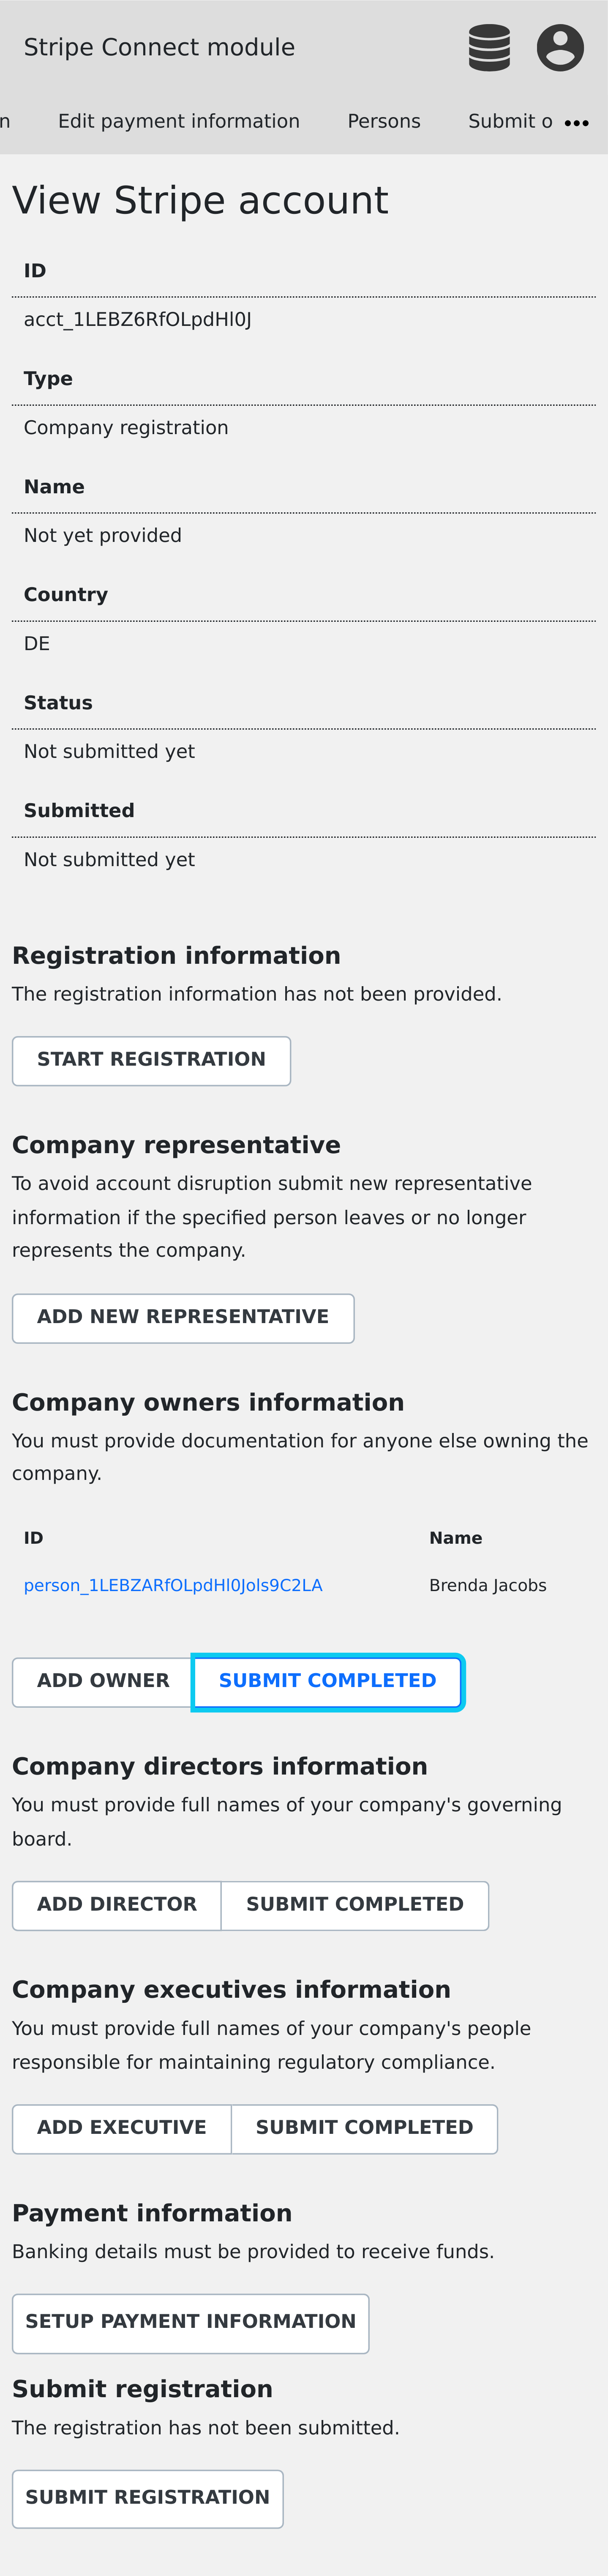 Stripe Connect module
n Edit payment information Persons Submit o
View Stripe account
ID
acct_1LEBZ6RfOLpdHl0J
Type
Company registration
Name
Not yet provided
Country
DE
Status
Not submitted yet
Submitted
Not submitted yet
Registration information
The registration information has not been provided.
START REGISTRATION
Company representative
To avoid account disruption submit new representative
information if the specified person leaves or no longer
represents the company.
ADD NEW REPRESENTATIVE
Company owners information
You must provide documentation for anyone else owning the
company.
ID Name
person_1LEBZARfOLpdHl0Jols9C2LA Brenda Jacobs
ADD OWNER SUBMIT COMPLETED
Company directors information
You must provide full names of your company's governing
board.
ADD DIRECTOR SUBMIT COMPLETED
Company executives information
You must provide full names of your company's people
responsible for maintaining regulatory compliance.
ADD EXECUTIVE SUBMIT COMPLETED
Payment information
Banking details must be provided to receive funds.
SETUP PAYMENT INFORMATION
Submit registration
The registration has not been submitted.
SUBMIT REGISTRATION